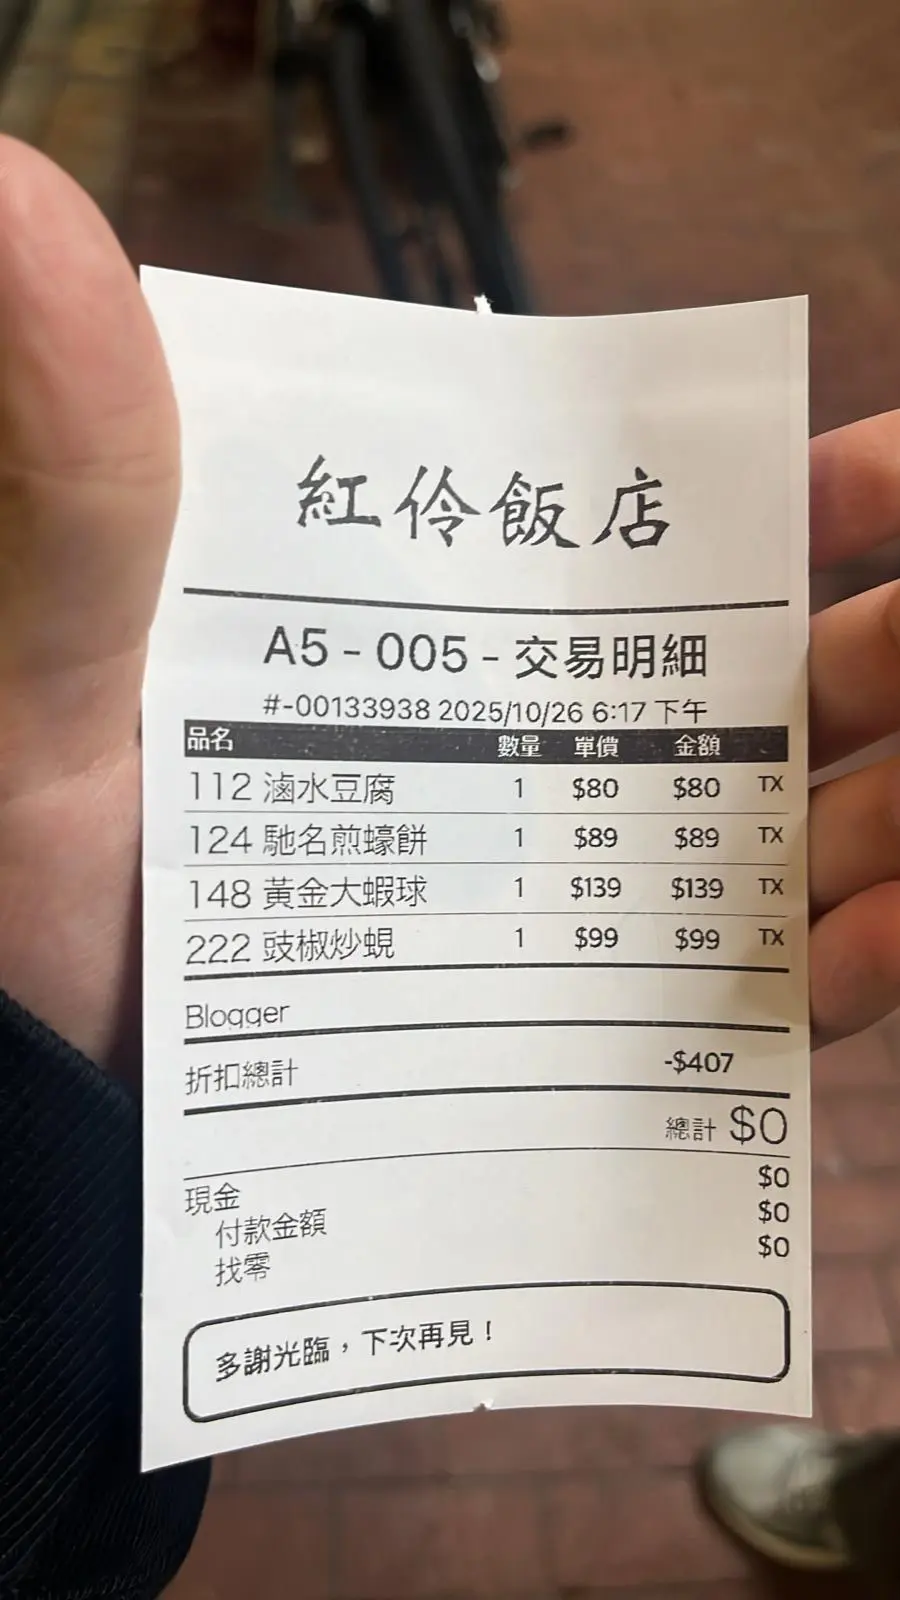 紅伶飯店
A5 - 005 - 交易明細
#-00133938 2025/10/26 6:17 下午
品名 數量 單價 金額
112 滷水豆腐 1 $80 $80 TX
124 馳名煎蠔餅 1 $89 $89 TX
148 黃金大蝦球 1 $139 $139 TX
222 豉椒炒蜆 1 $99 $99 TX
Blogger
折扣總計 -$407
總計 $0
現金 $0
付款金額 $0
找零 $0
多謝光臨，下次再見！